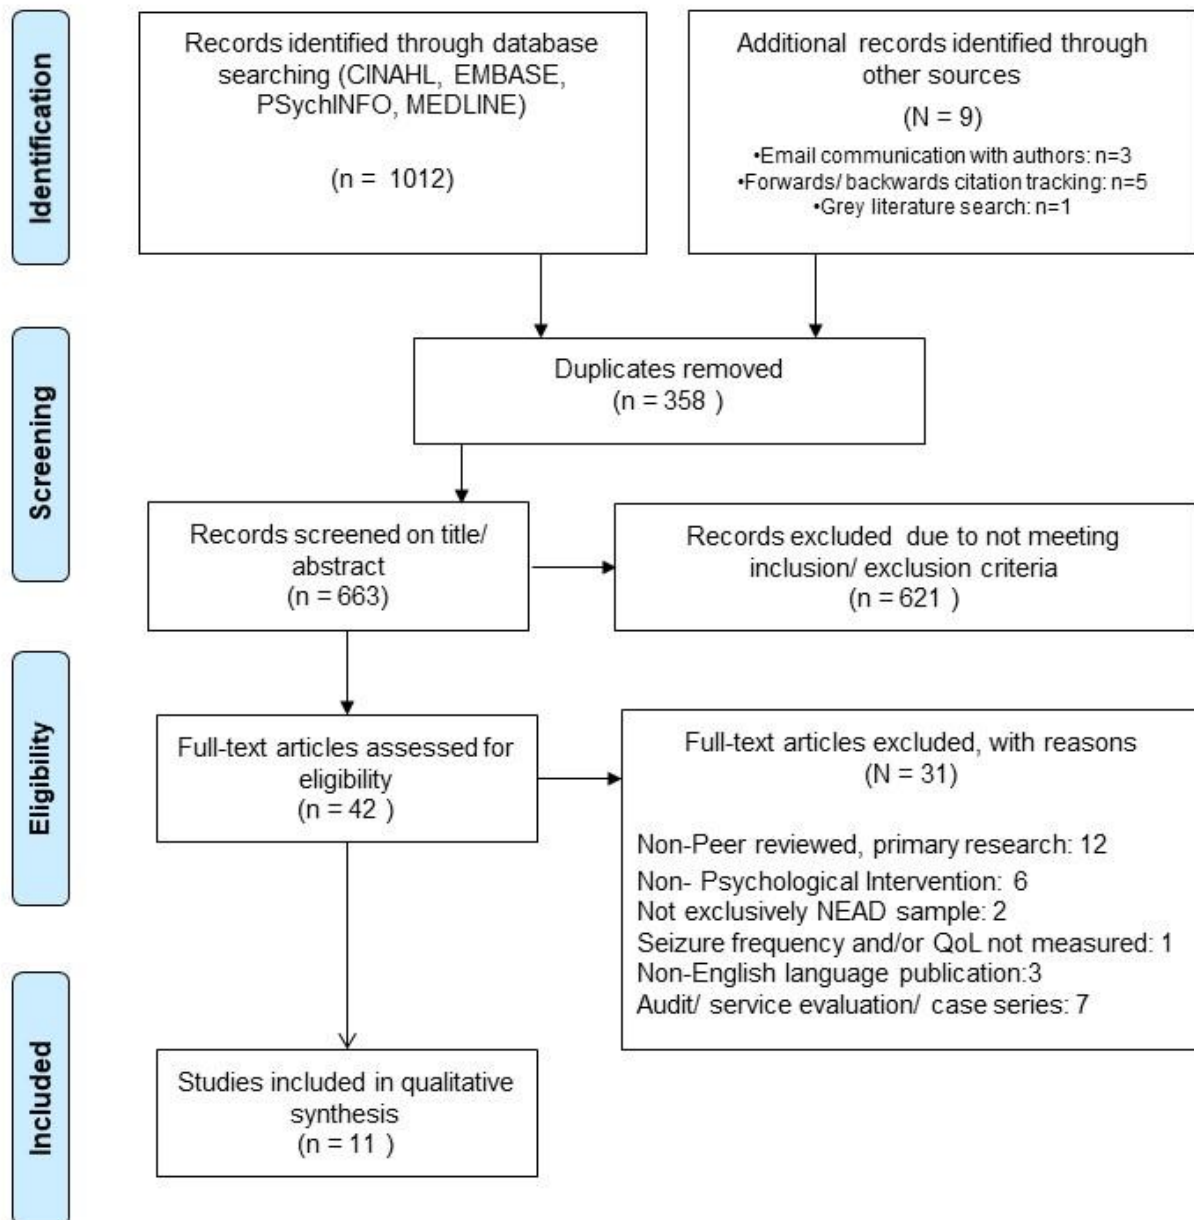 Identification
Records identified through database
searching (CINAHL, EMBASE,
PSychINFO, MEDLINE)
(n = 1012)
Additional records identified through
other sources
(N = 9)
•Email communication with authors: n=3
•Forwards/ backwards citation tracking: n=5
•Grey literature search: n=1
Screening
Duplicates removed
(n = 358 )
Records screened on title/
abstract
(n = 663)
Records excluded due to not meeting
inclusion/ exclusion criteria
(n = 621 )
Eligibility
Full-text articles assessed for
eligibility
(n = 42 )
Full-text articles excluded, with reasons
(N = 31)
Non-Peer reviewed, primary research: 12
Non- Psychological Intervention: 6
Not exclusively NEAD sample: 2
Seizure frequency and/or QoL not measured: 1
Non-English language publication:3
Audit/ service evaluation/ case series: 7
Included
Studies included in qualitative
synthesis
(n = 11 )